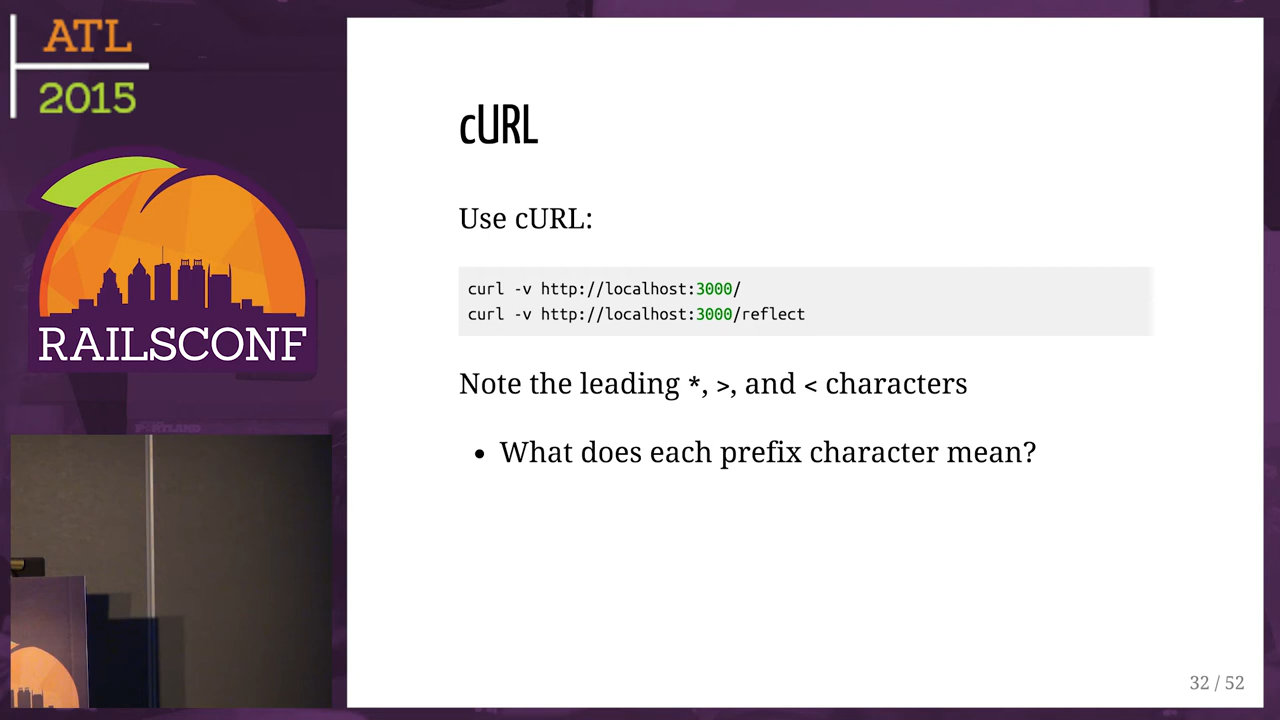 ATL
2015
RAILSCONF
cURL
Use cURL:
curl -v http://localhost:3000/
curl -v http://localhost:3000/reflect
Note the leading *, >, and < characters
• What does each prefix character mean?
32 / 52